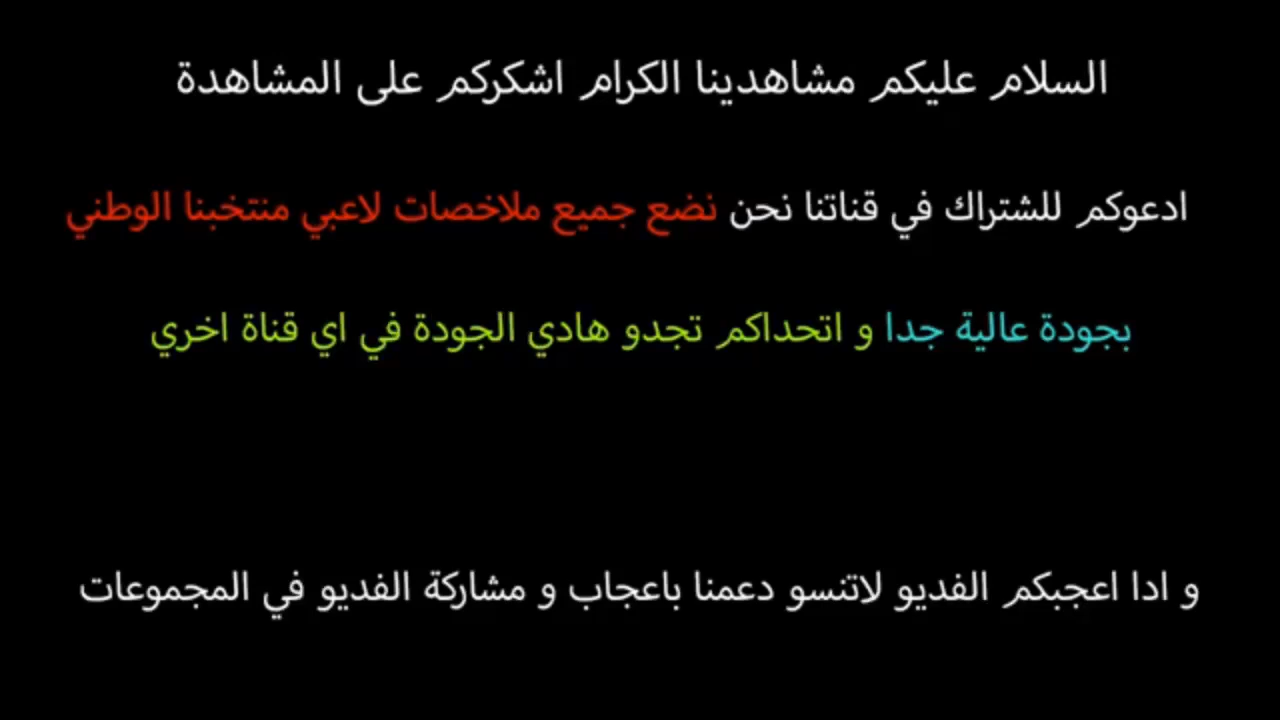 السلام عليكم مشاهدينا الكرام اشكركم على المشاهدة
ادعوكم للشتراك في قناتنا نحن نضع جميع ملاخصات لاعبي منتخبنا الوطني
بجودة عالية جدا و اتحداكم تجدو هادي الجودة في اي قناة اخري
و ادا اعجبكم الفديو لاتنسو دعمنا باعجاب و مشاركة الفديو في المجموعات